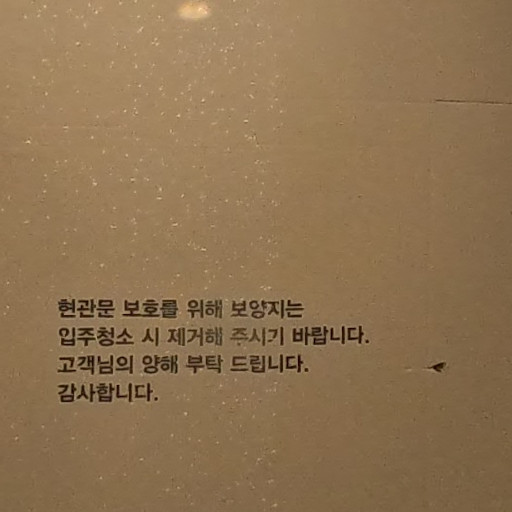 현관문 보호를 위해 보양지는
입주청소 시 제거해 주시기 바랍니다.
고객님의 양해 부탁 드립니다.
감사합니다.